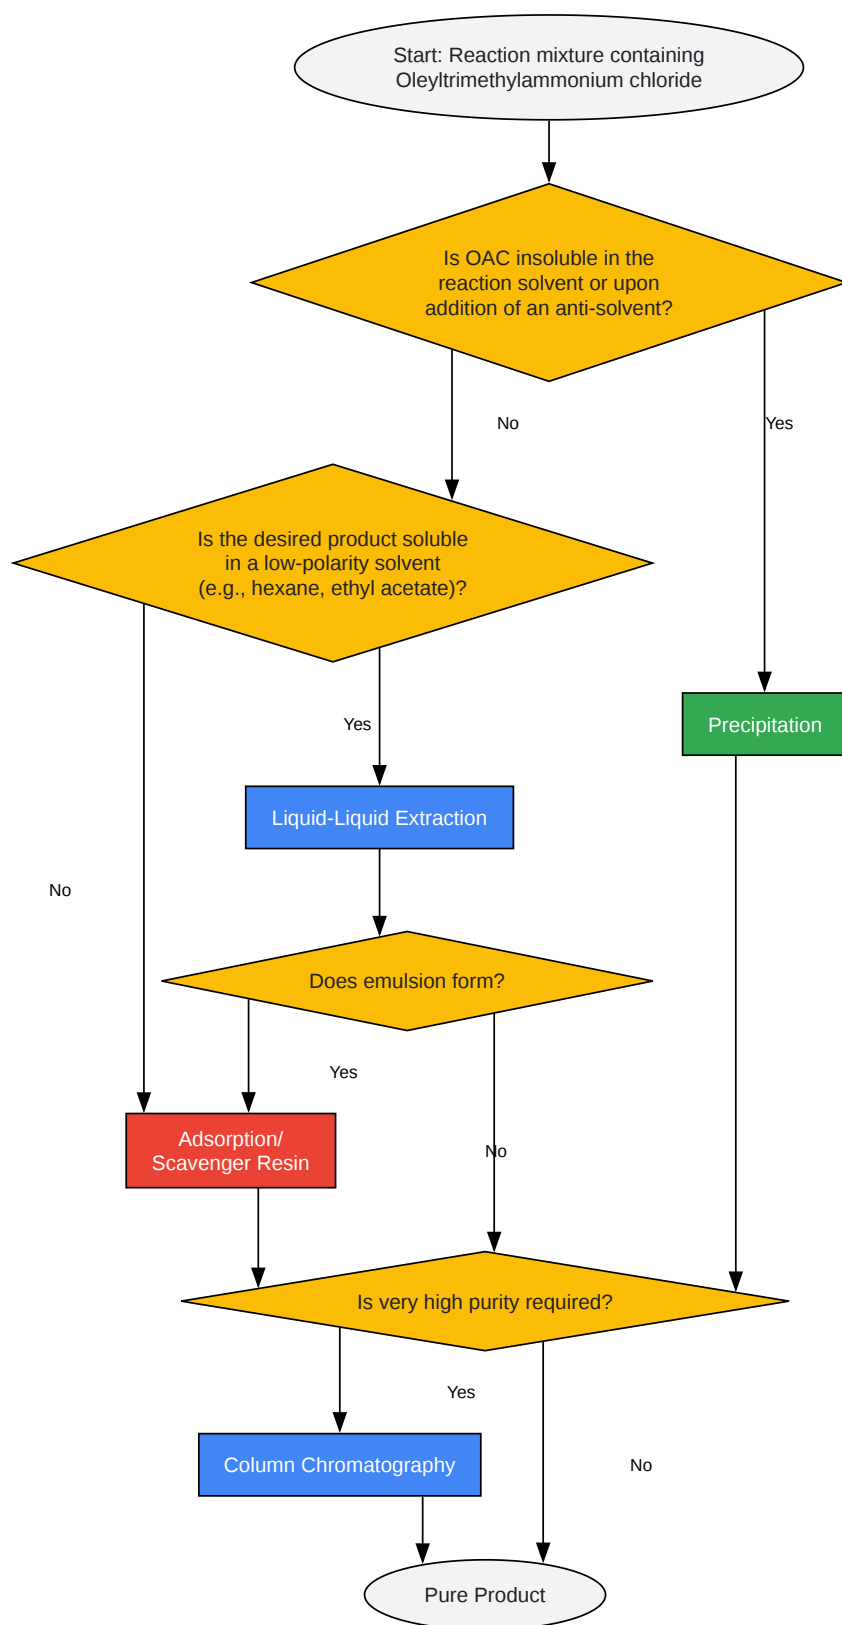 Start: Reaction mixture containing
Oleyltrimethylammonium chloride
Is OAC insoluble in the
reaction solvent or upon
addition of an anti-solvent?
No
Yes
Is the desired product soluble
in a low-polarity solvent
(e.g., hexane, ethyl acetate)?
Yes
Precipitation
Liquid-Liquid Extraction
No
Does emulsion form?
Yes
Adsorption/
Scavenger Resin
No
Is very high purity required?
Yes
Column Chromatography
No
Pure Product